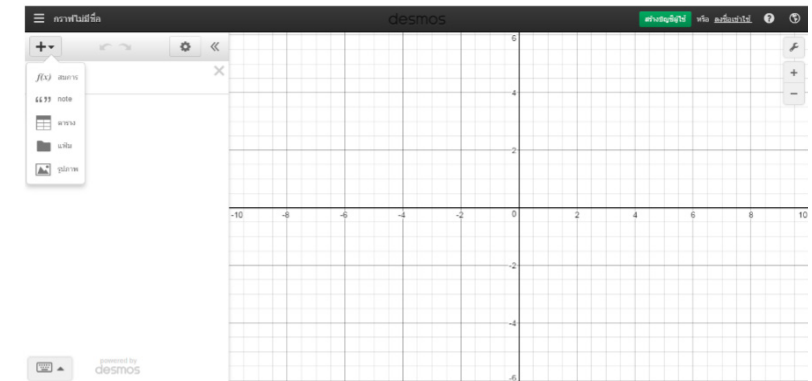 กราฟไม่มีชื่อ
desmos
สร้างบัญชีผู้ใช้ หรือ ลงชื่อเข้าใช้
f(x) สมการ
note
ตาราง
แฟ้ม
รูปภาพ
6
4
2
-10 -8 -6 -4 -2 0 2 4 6 8 10
-2
-4
-6
powered by
desmos